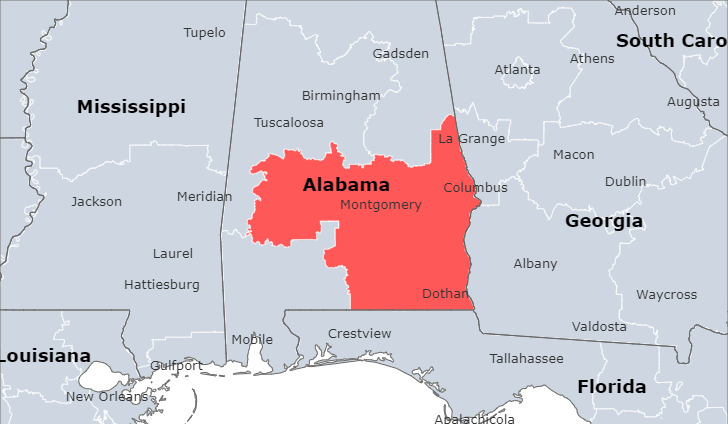 Anderson
Tupelo
South Caro
Gadsden
Athens
Atlanta
Birmingham
Mississippi
Augusta
Tuscaloosa
La Grange
Macon
Dublin
Alabama
Columbus
Meridian
Jackson
Montgomery
Georgia
Laurel
Albany
Hattiesburg
Dothan
Waycross
Valdosta
Crestview
Mobile
Louisiana
Tallahassee
Gulfport
Florida
New Orleans
Apalachicola